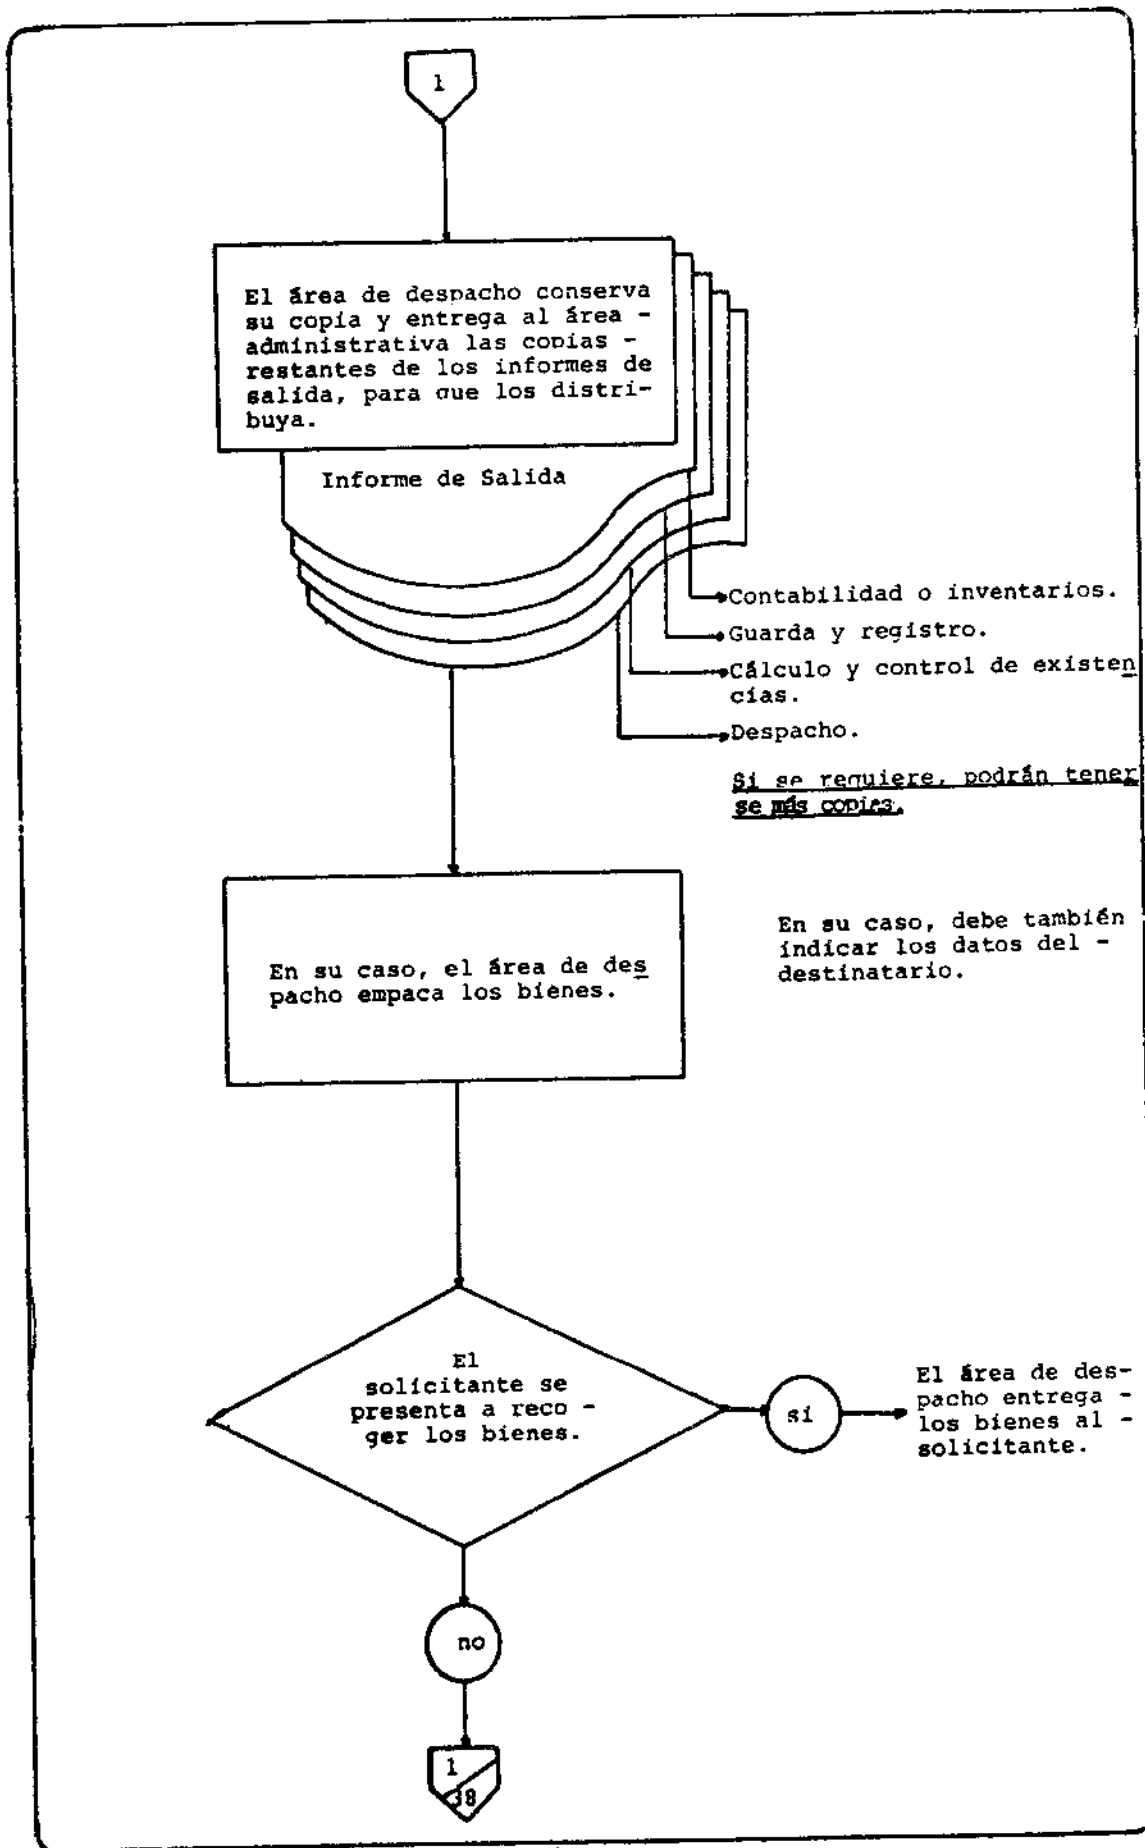 1
El área de despacho conserva
su copia y entrega al área -
administrativa las copias -
restantes de los informes de
salida, para que los distri-
buya.
Informe de Salida
Contabilidad o inventarios.
Guarda y registro.
Cálculo y control de existen
cias.
Despacho.
Si se requiere, podrán tener
se más copias.
En su caso, el área de des
pacho empaca los bienes.
En su caso, debe también
indicar los datos del -
destinatario.
El
solicitante se
presenta a reco -
ger los bienes.
si
El área de des-
pacho entrega -
los bienes al -
solicitante.
no
1
38